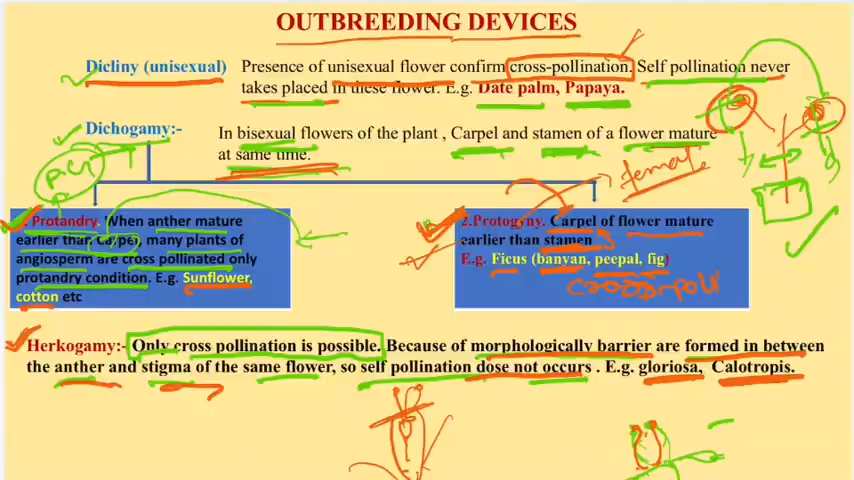 OUTBREEDING DEVICES
Dicliny (unisexual) Presence of unisexual flower confirm cross-pollination. Self pollination never
takes placed in these flower. E.g. Date palm, Papaya.
Dichogamy:- In bisexual flowers of the plant , Carpel and stamen of a flower mature
at same time.
femal
Protandry. When anther mature
earlier than Carpel, many plants of
angiosperm are cross pollinated only
protandry condition. E.g. Sunflower,
cotton etc
2.Protogyny. Carpel of flower mature
earlier than stamen
E.g. Ficus (banyan, peepal, fig)
cross-poll
Herkogamy:- Only cross pollination is possible. Because of morphologically barrier are formed in between
the anther and stigma of the same flower, so self pollination dose not occurs . E.g. gloriosa, Calotropis.